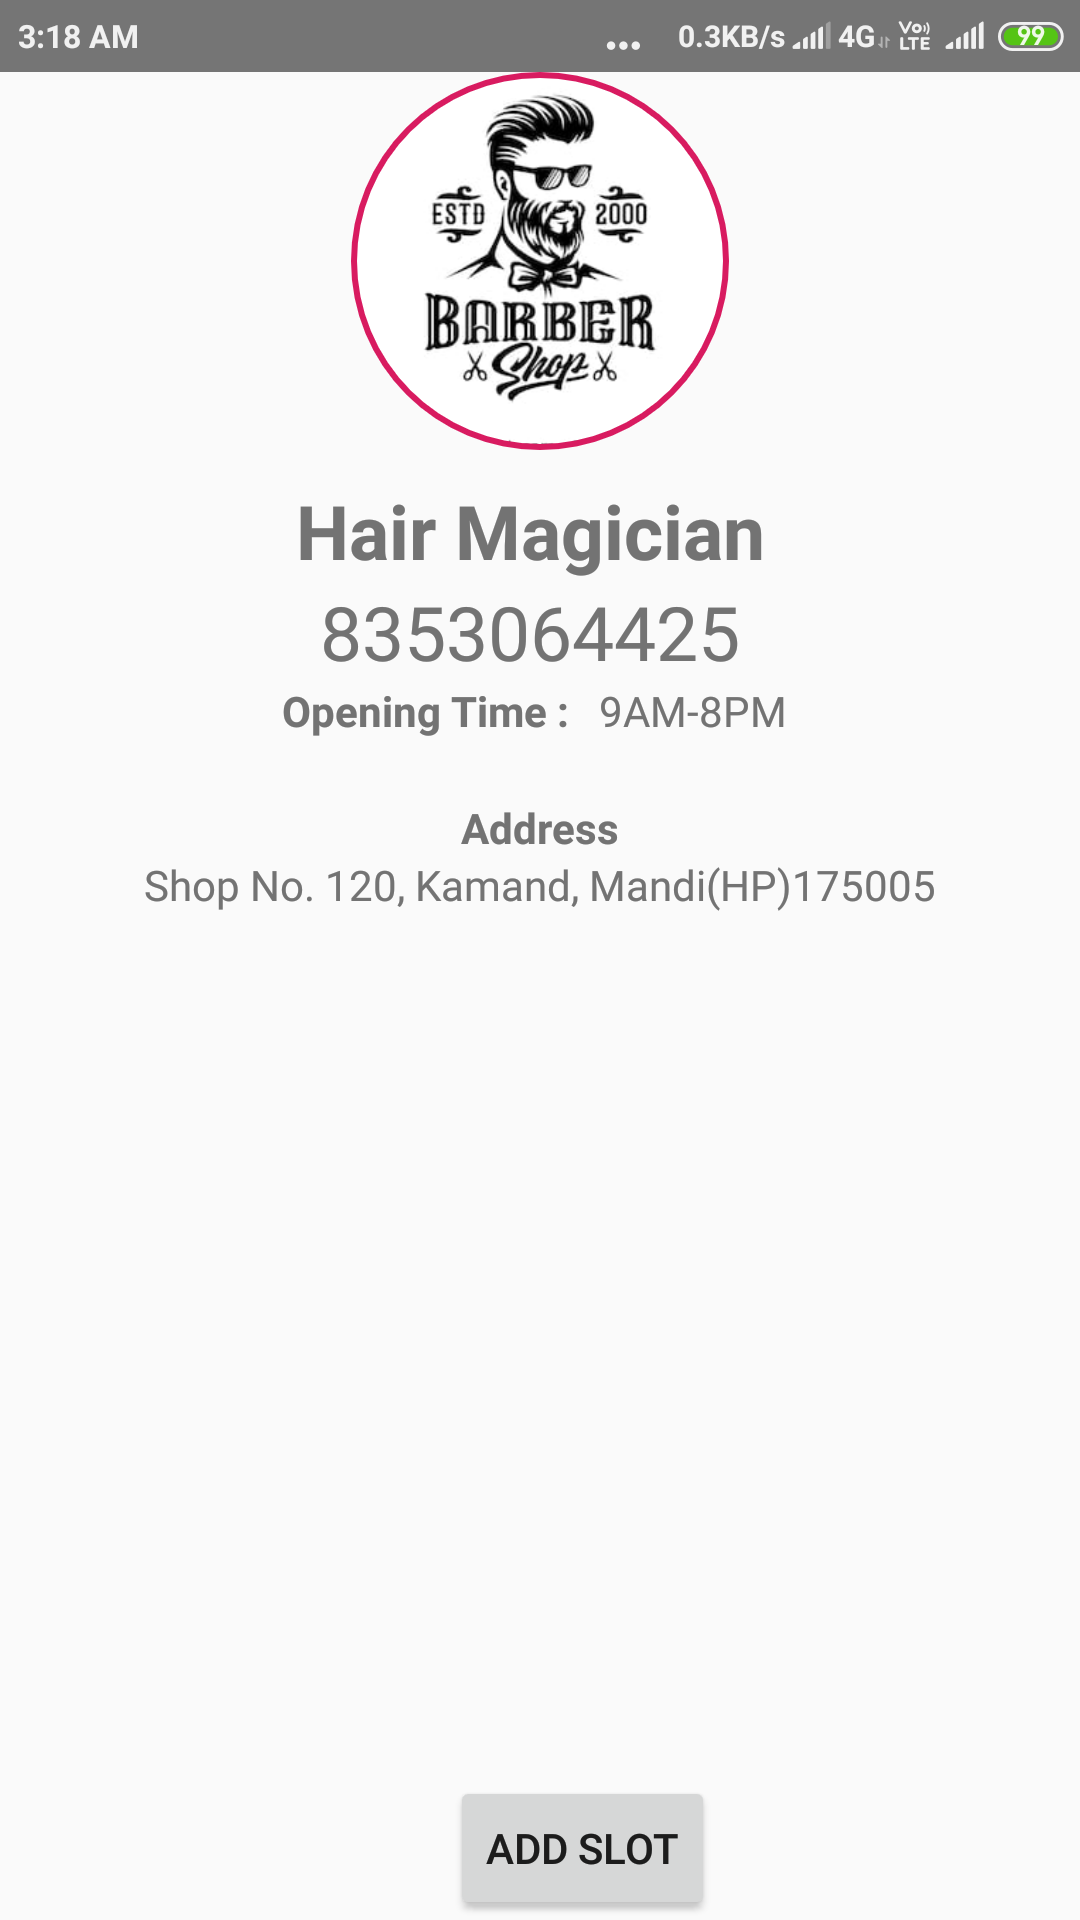 3:18 AM ... 0.3KB/s 4G Vo LTE 99
ESTD 2000
BARBER
Shop
Hair Magician
8353064425
Opening Time : 9AM-8PM
Address
Shop No. 120, Kamand, Mandi(HP)175005
ADD SLOT